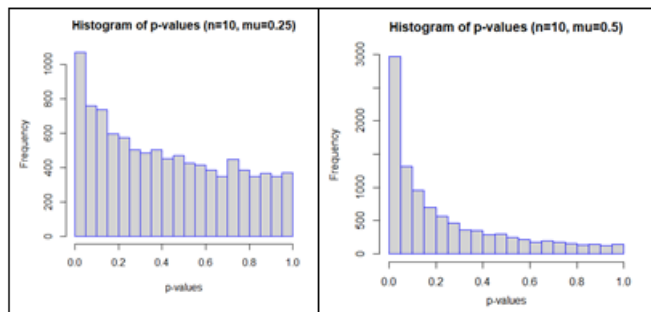 Histogram of p-values (n=10, mu=0.25)
Frequency
1000
800
600
400
200
0
0.0 0.2 0.4 0.6 0.8 1.0
p-values
Histogram of p-values (n=10, mu=0.5)
Frequency
3000
2000
1000
500
0
0.0 0.2 0.4 0.6 0.8 1.0
p-values